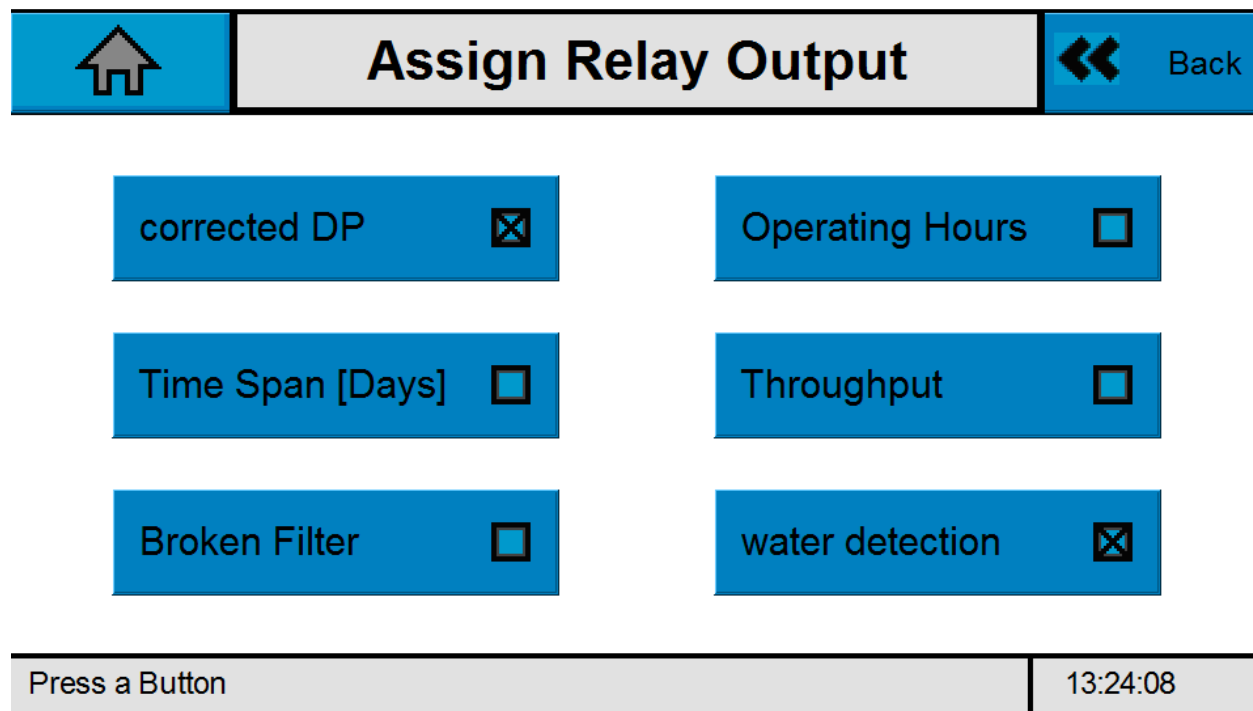 Assign Relay Output
Back
corrected DP
Operating Hours
Time Span [Days]
Throughput
Broken Filter
water detection
Press a Button
13:24:08